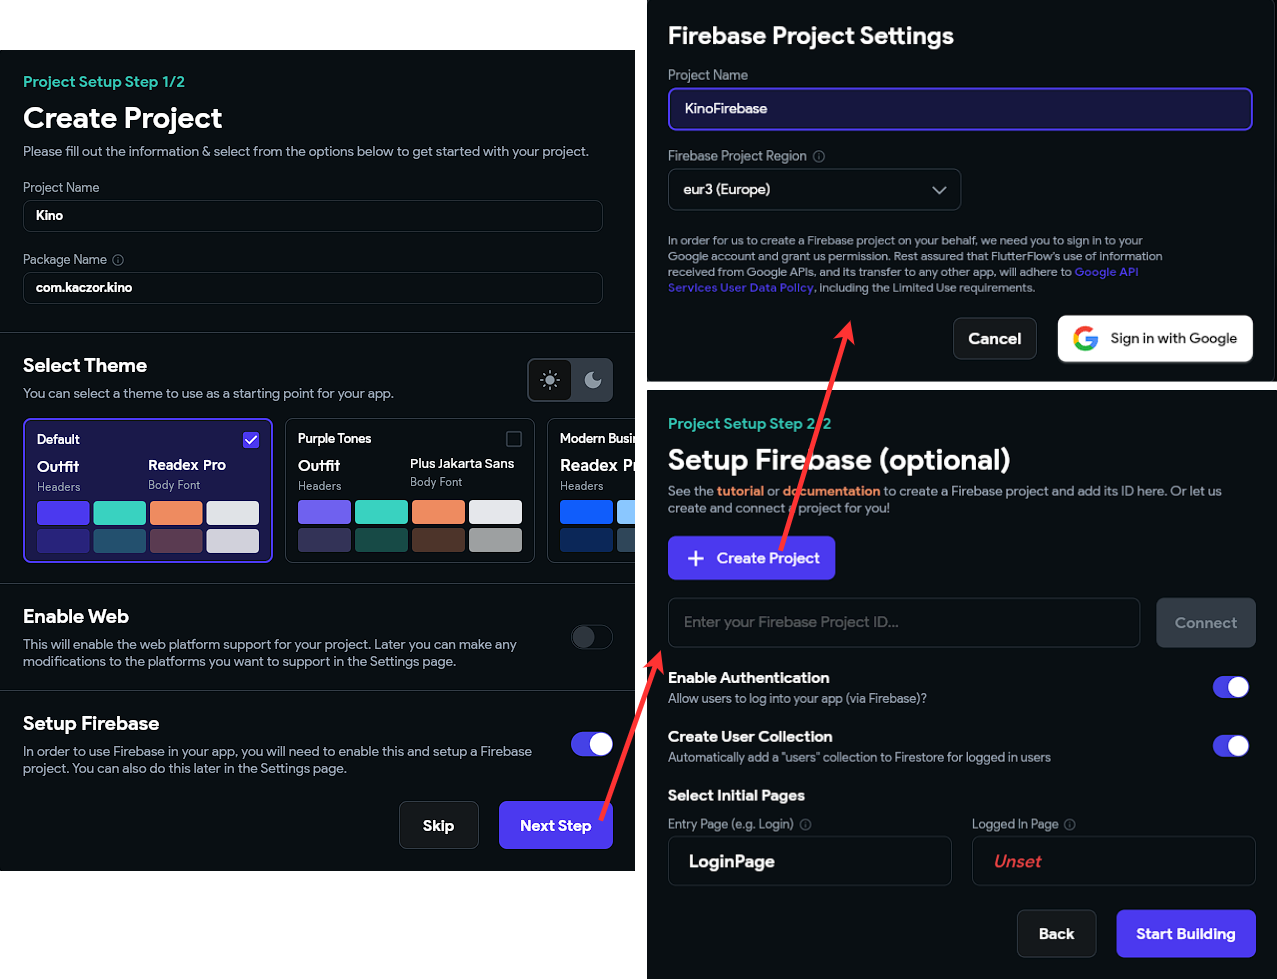 Project Setup Step 1/2
Create Project
Please fill out the information & select from the options below to get started with your project.
Project Name
Kino
Package Name
com.kaczor.kino
Select Theme
You can select a theme to use as a starting point for your app.
Default
Outfit
Readex Pro
Headers
Body Font
Purple Tones
Outfit
Plus Jakarta Sans
Headers
Body Font
Modern Busin
Readex Pr
Headers
Enable Web
This will enable the web platform support for your project. Later you can make any
modifications to the platforms you want to support in the Settings page.
Setup Firebase
In order to use Firebase in your app, you will need to enable this and setup a Firebase
project. You can also do this later in the Settings page.
Skip
Next Step
Firebase Project Settings
Project Name
KinoFirebase
Firebase Project Region
eur3 (Europe)
In order for us to create a Firebase project on your behalf, we need you to sign in to your
Google account and grant us permission. Rest assured that FlutterFlow's use of information
received from Google APIs, and its transfer to any other app, will adhere to Google API
Services User Data Policy, including the Limited Use requirements.
Cancel
Sign in with Google
Project Setup Step 2/2
Setup Firebase (optional)
See the tutorial or documentation to create a Firebase project and add its ID here. Or let us
create and connect a project for you!
Create Project
Enter your Firebase Project ID...
Connect
Enable Authentication
Allow users to log into your app (via Firebase)?
Create User Collection
Automatically add a "users" collection to Firestore for logged in users
Select Initial Pages
Entry Page (e.g. Login)
Logged In Page
LoginPage
Unset
Back
Start Building